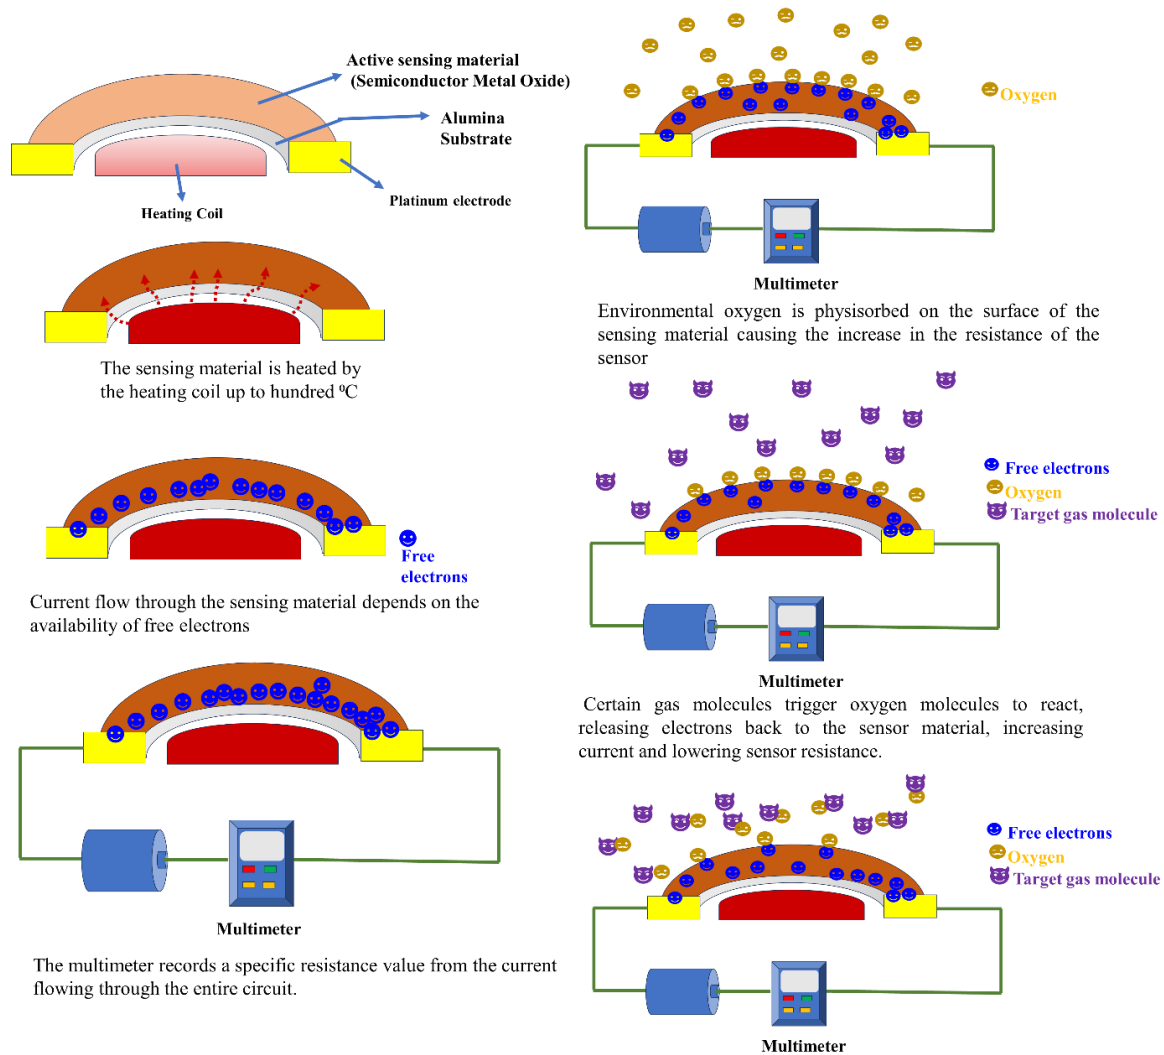 Active sensing material
(Semiconductor Metal Oxide)
Alumina
Substrate
Platinum electrode
Heating Coil
The sensing material is heated by
the heating coil up to hundred ⁰C
Free
electrons
Current flow through the sensing material depends on the
availability of free electrons
Multimeter
The multimeter records a specific resistance value from the current
flowing through the entire circuit.
Oxygen
Multimeter
Environmental oxygen is physisorbed on the surface of the
sensing material causing the increase in the resistance of the
sensor
Free electrons
Oxygen
Target gas molecule
Multimeter
Certain gas molecules trigger oxygen molecules to react,
releasing electrons back to the sensor material, increasing
current and lowering sensor resistance.
Free electrons
Oxygen
Target gas molecule
Multimeter